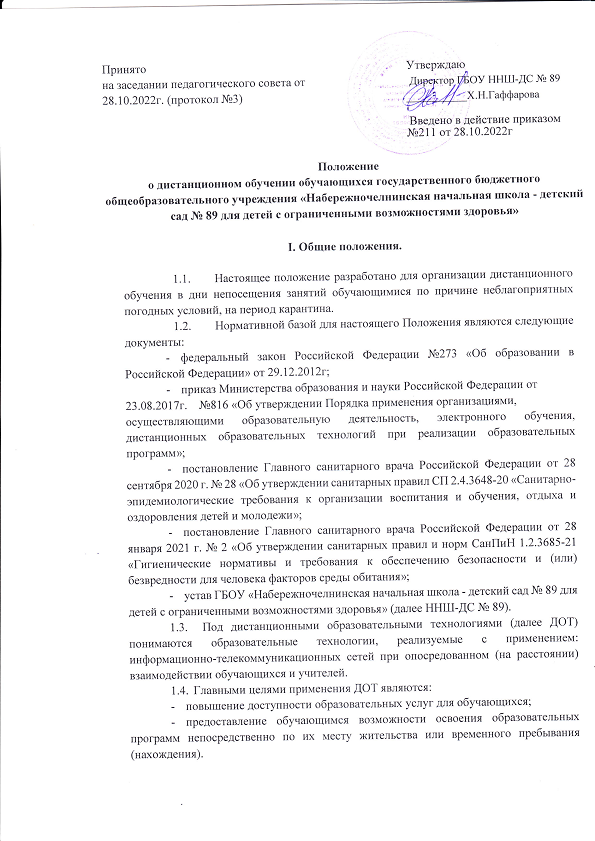 Принято
на заседании педагогического совета от
28.10.2022г. (протокол №3)
Утверждаю
Директор ГБОУ ННШ-ДС № 89
Х.Н.Гаффарова
Введено в действие приказом
№211 от 28.10.2022г
Положение
о дистанционном обучении обучающихся государственного бюджетного
общеобразовательного учреждения «Набережночелнинская начальная школа - детский
сад № 89 для детей с ограниченными возможностями здоровья»
I. Общие положения.
1.1. Настоящее положение разработано для организации дистанционного
обучения в дни непосещения занятий обучающимися по причине неблагоприятных
погодных условий, на период карантина.
1.2. Нормативной базой для настоящего Положения являются следующие
документы:
- федеральный закон Российской Федерации №273 «Об образовании в
Российской Федерации» от 29.12.2012г;
- приказ Министерства образования и науки Российской Федерации от
23.08.2017г. №816 «Об утверждении Порядка применения организациями,
осуществляющими образовательную деятельность, электронного обучения,
дистанционных образовательных технологий при реализации образовательных
программ»;
- постановление Главного санитарного врача Российской Федерации от 28
сентября 2020 г. № 28 «Об утверждении санитарных правил СП 2.4.3648-20 «Санитарно-
эпидемиологические требования к организации воспитания и обучения, отдыха и
оздоровления детей и молодежи»;
- постановление Главного санитарного врача Российской Федерации от 28
января 2021 г. № 2 «Об утверждении санитарных правил и норм СанПиН 1.2.3685-21
«Гигиенические нормативы и требования к обеспечению безопасности и (или)
безвредности для человека факторов среды обитания»;
- устав ГБОУ «Набережночелнинская начальная школа - детский сад № 89 для
детей с ограниченными возможностями здоровья» (далее ННШ-ДС № 89).
1.3. Под дистанционными образовательными технологиями (далее ДОТ)
понимаются образовательные технологии, реализуемые с применением:
информационно-телекоммуникационных сетей при опосредованном (на расстоянии)
взаимодействии обучающихся и учителей.
1.4. Главными целями применения ДОТ являются:
- повышение доступности образовательных услуг для обучающихся;
- предоставление обучающимся возможности освоения образовательных
программ непосредственно по их месту жительства или временного пребывания
(нахождения).